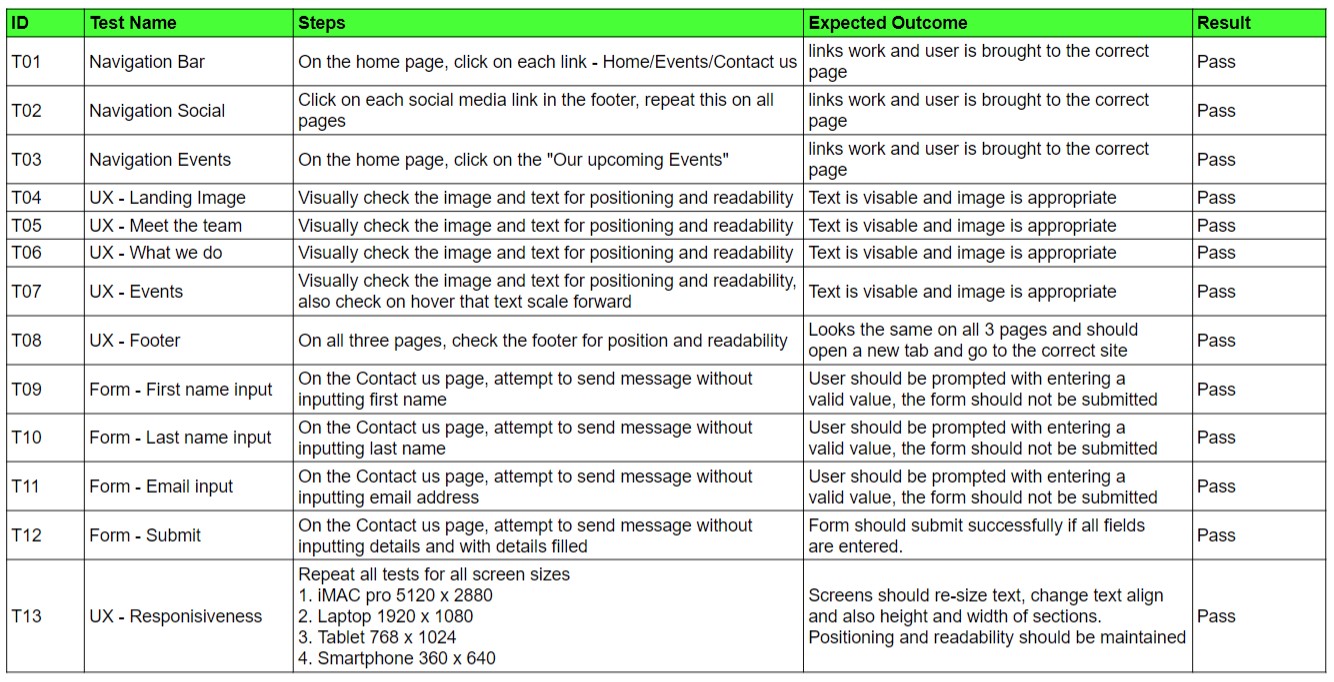 ID Test Name Steps Expected Outcome Result
T01 Navigation Bar On the home page, click on each link - Home/Events/Contact us links work and user is brought to the correct
page Pass
T02 Navigation Social Click on each social media link in the footer, repeat this on all
pages links work and user is brought to the correct
page Pass
T03 Navigation Events On the home page, click on the "Our upcoming Events" links work and user is brought to the correct
page Pass
T04 UX - Landing Image Visually check the image and text for positioning and readability Text is visable and image is appropriate Pass
T05 UX - Meet the team Visually check the image and text for positioning and readability Text is visable and image is appropriate Pass
T06 UX - What we do Visually check the image and text for positioning and readability Text is visable and image is appropriate Pass
T07 UX - Events Visually check the image and text for positioning and readability,
also check on hover that text scale forward Text is visable and image is appropriate Pass
T08 UX - Footer On all three pages, check the footer for position and readability Looks the same on all 3 pages and should
open a new tab and go to the correct site Pass
T09 Form - First name input On the Contact us page, attempt to send message without
inputting first name User should be prompted with entering a
valid value, the form should not be submitted Pass
T10 Form - Last name input On the Contact us page, attempt to send message without
inputting last name User should be prompted with entering a
valid value, the form should not be submitted Pass
T11 Form - Email input On the Contact us page, attempt to send message without
inputting email address User should be prompted with entering a
valid value, the form should not be submitted Pass
T12 Form - Submit On the Contact us page, attempt to send message without
inputting details and with details filled Form should submit successfully if all fields
are entered. Pass
T13 UX - Responisiveness Repeat all tests for all screen sizes
1. iMAC pro 5120 x 2880
2. Laptop 1920 x 1080
3. Tablet 768 x 1024
4. Smartphone 360 x 640 Screens should re-size text, change text align
and also height and width of sections.
Positioning and readability should be maintained Pass